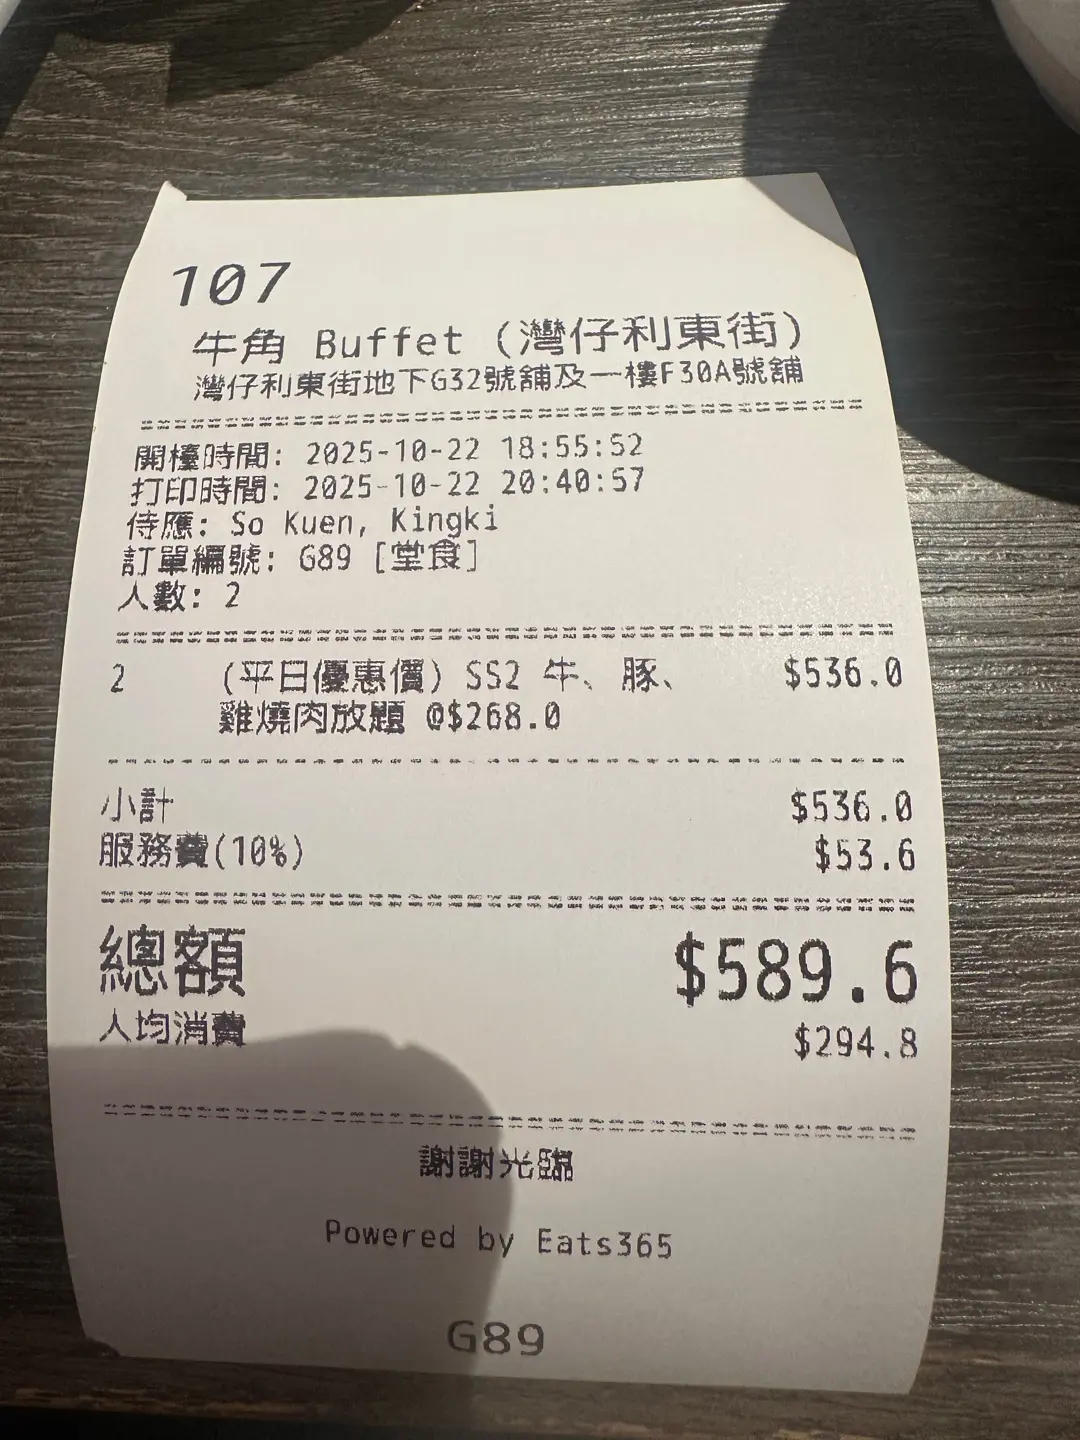 107
牛角 Buffet (灣仔利東街)
灣仔利東街地下G32號舖及一樓F30A號舖
開檯時間: 2025-10-22 18:55:52
打印時間: 2025-10-22 20:40:57
侍應: So Kuen, Kingki
訂單編號: G89 [堂食]
人數: 2
2 (平日優惠價) SS2 牛、豚、 $536.0
雞燒肉放題 @$268.0
小計 $536.0
服務費(10%) $53.6
總額 $589.6
人均消費 $294.8
謝謝光臨
Powered by Eats365
G89